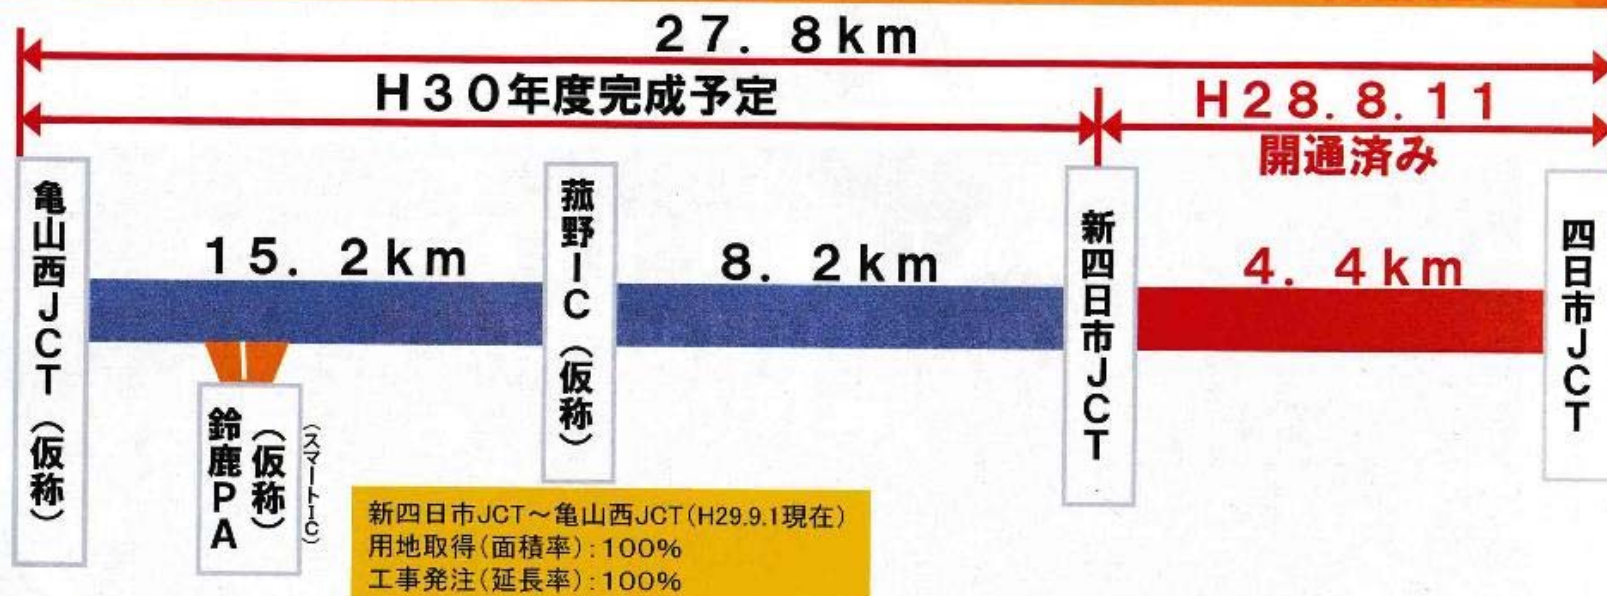 27.8km
H30年度完成予定
H28.8.11
開通済み
亀山西JCT(仮称)
15.2km
菰野IC(仮称)
8.2km
新四日市JCT
4.4km
四日市JCT
鈴鹿PA
(仮称)
(スマートIC)
新四日市JCT～亀山西JCT(H29.9.1現在)
用地取得(面積率):100%
工事発注(延長率):100%